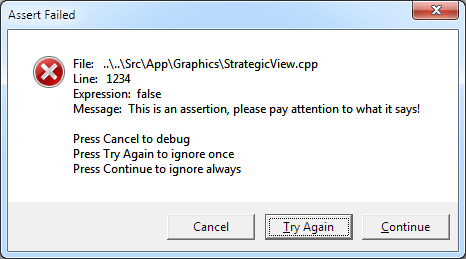 Assert Failed
File: ..\..\Src\App\Graphics\StrategicView.cpp
Line: 1234
Expression: false
Message: This is an assertion, please pay attention to what it says!
Press Cancel to debug
Press Try Again to ignore once
Press Continue to ignore always
Cancel
Try Again
Continue